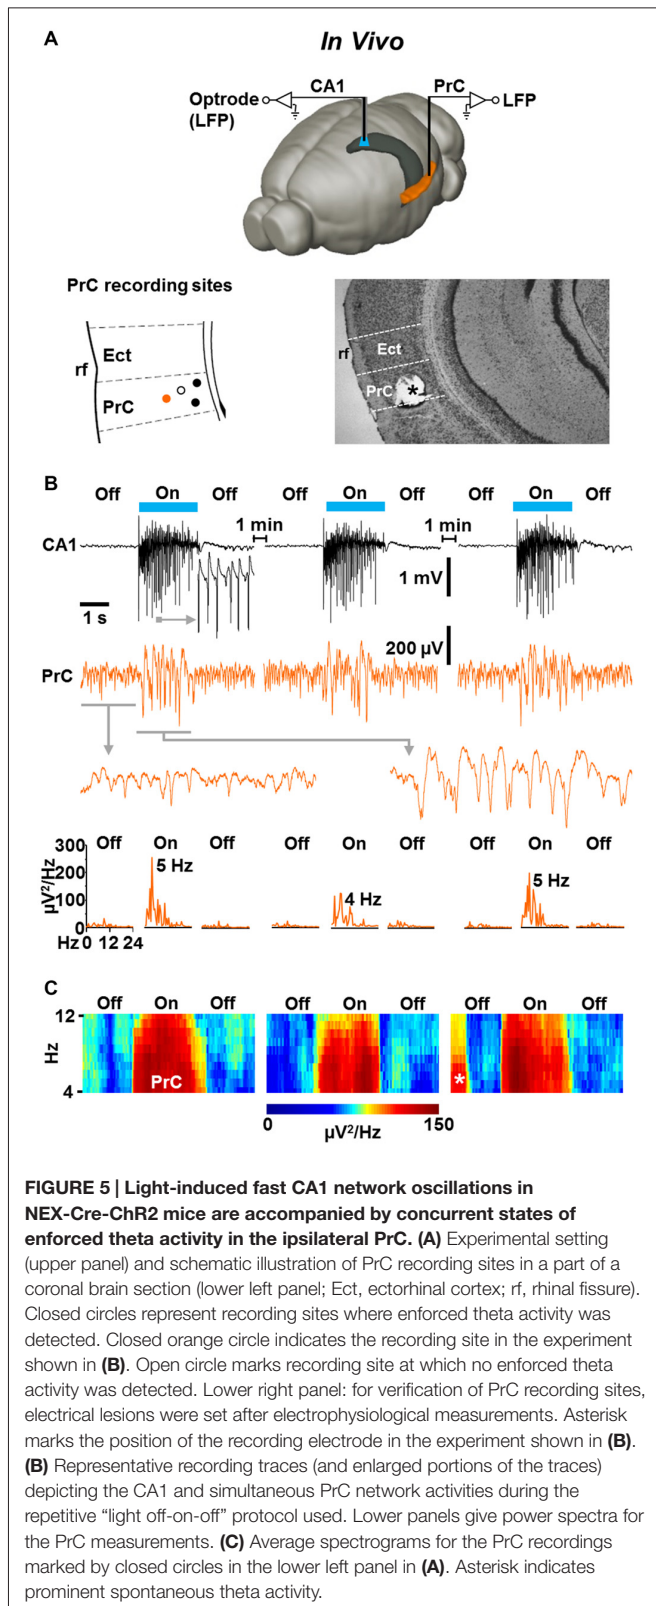 A
In Vivo
CA1
PrC
Optrode
(LFP)
LFP
PrC recording sites
rf
Ect
PrC
rf
Ect
PrC
*
B
Off On Off Off On Off Off On Off
1 min 1 min
CA1
1 mV
1 s
200 µV
PrC
Off On Off Off On Off Off On Off
300
200
100
0
µV²/Hz
5 Hz
4 Hz
5 Hz
Hz 0 12 24
C
Off On Off Off On Off Off On Off
12
Hz
4
PrC
*
0 150
µV²/Hz
FIGURE 5 | Light-induced fast CA1 network oscillations in
NEX-Cre-ChR2 mice are accompanied by concurrent states of
enforced theta activity in the ipsilateral PrC. (A) Experimental setting
(upper panel) and schematic illustration of PrC recording sites in a part of a
coronal brain section (lower left panel; Ect, ectorhinal cortex; rf, rhinal fissure).
Closed circles represent recording sites where enforced theta activity was
detected. Closed orange circle indicates the recording site in the experiment
shown in (B). Open circle marks recording site at which no enforced theta
activity was detected. Lower right panel: for verification of PrC recording sites,
electrical lesions were set after electrophysiological measurements. Asterisk
marks the position of the recording electrode in the experiment shown in (B).
(B) Representative recording traces (and enlarged portions of the traces)
depicting the CA1 and simultaneous PrC network activities during the
repetitive “light off-on-off” protocol used. Lower panels give power spectra for
the PrC measurements. (C) Average spectrograms for the PrC recordings
marked by closed circles in the lower left panel in (A). Asterisk indicates
prominent spontaneous theta activity.